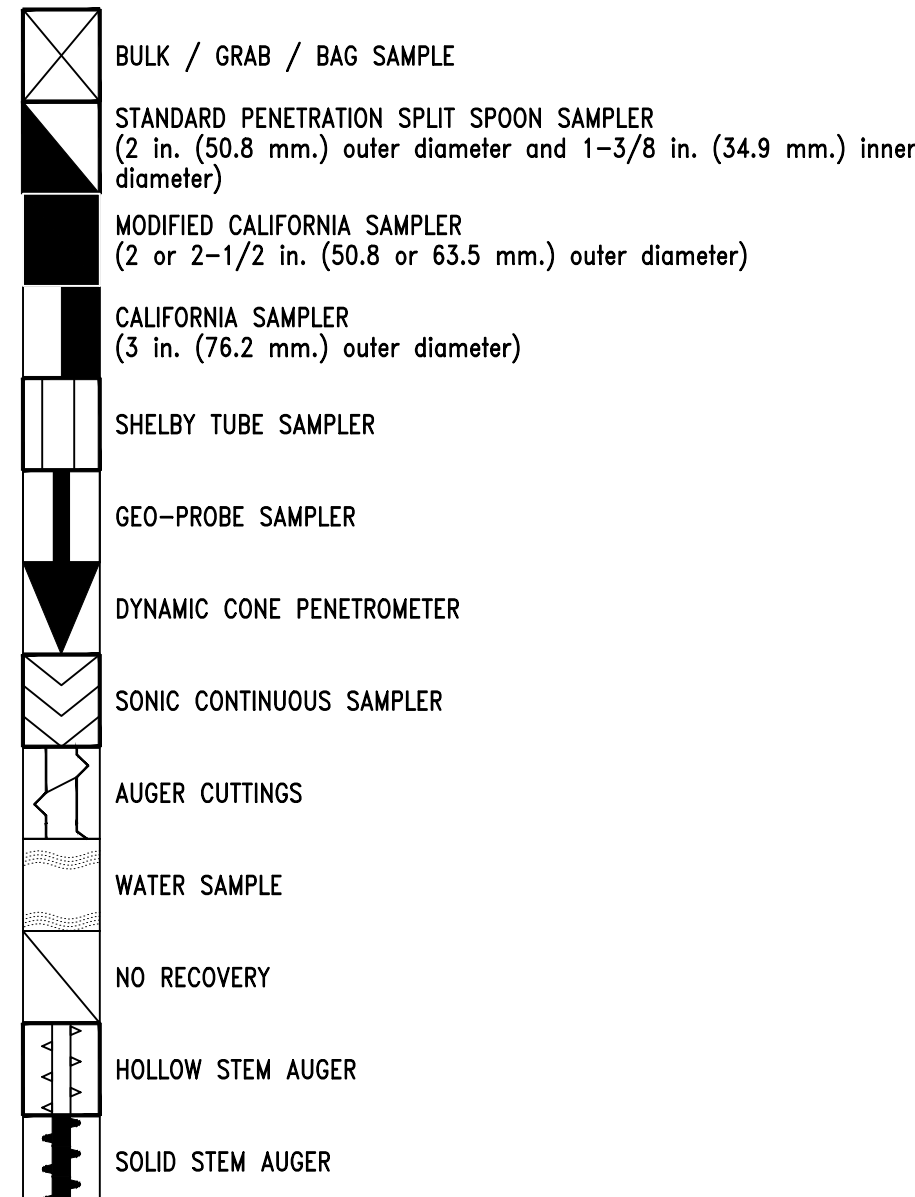 BULK / GRAB / BAG SAMPLE
STANDARD PENETRATION SPLIT SPOON SAMPLER
(2 in. (50.8 mm.) outer diameter and 1-3/8 in. (34.9 mm.) inner
diameter)
MODIFIED CALIFORNIA SAMPLER
(2 or 2-1/2 in. (50.8 or 63.5 mm.) outer diameter)
CALIFORNIA SAMPLER
(3 in. (76.2 mm.) outer diameter)
SHELBY TUBE SAMPLER
GEO-PROBE SAMPLER
DYNAMIC CONE PENETROMETER
SONIC CONTINUOUS SAMPLER
AUGER CUTTINGS
WATER SAMPLE
NO RECOVERY
HOLLOW STEM AUGER
SOLID STEM AUGER